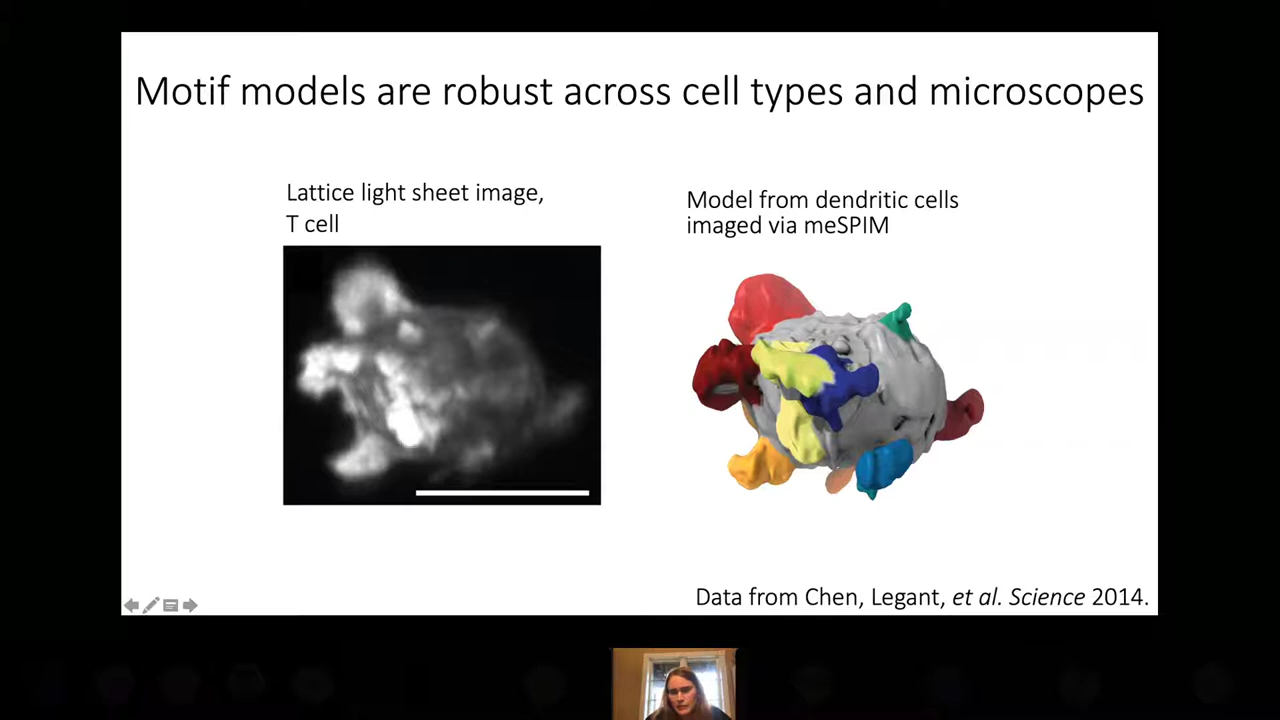 Motif models are robust across cell types and microscopes
Lattice light sheet image,
T cell
Model from dendritic cells
imaged via meSPIM
Data from Chen, Legant, et al. Science 2014.